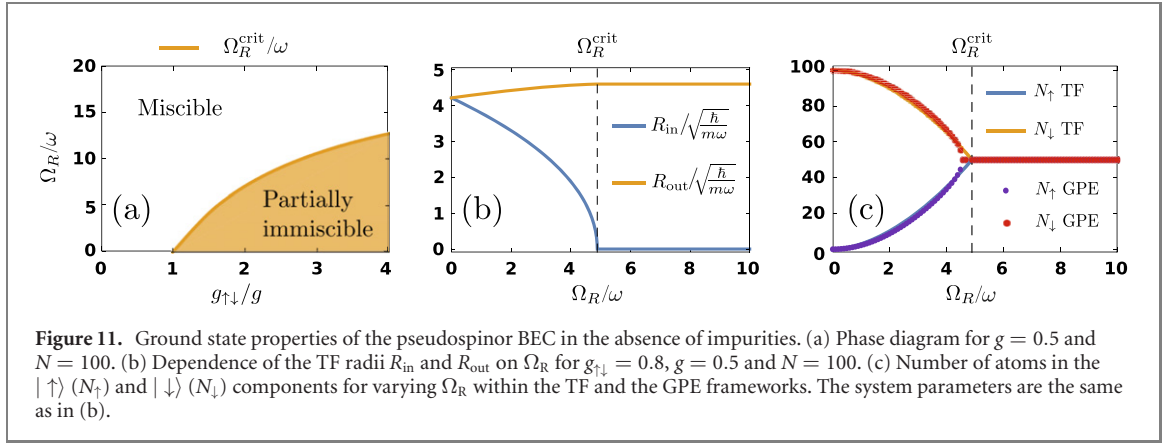 Ω_R^crit/ω
20
15
10
5
0
Ω_R/ω
Miscible
Partially
immiscible
(a)
0 1 2 3 4
g↑↓/g
Ω_R^crit
5
4
3
2
1
0
R_in/√(ħ/mω)
R_out/√(ħ/mω)
(b)
0 2 4 6 8 10
Ω_R/ω
Ω_R^crit
100
80
60
40
20
0
N↑ TF
N↓ TF
N↑ GPE
N↓ GPE
(c)
0 2 4 6 8 10
Ω_R/ω
Figure 11. Ground state properties of the pseudospinor BEC in the absence of impurities. (a) Phase diagram for g = 0.5 and
N = 100. (b) Dependence of the TF radii R_in and R_out on Ω_R for g↑↓ = 0.8, g = 0.5 and N = 100. (c) Number of atoms in the
| ↑⟩ (N↑) and | ↓⟩ (N↓) components for varying Ω_R within the TF and the GPE frameworks. The system parameters are the same
as in (b).